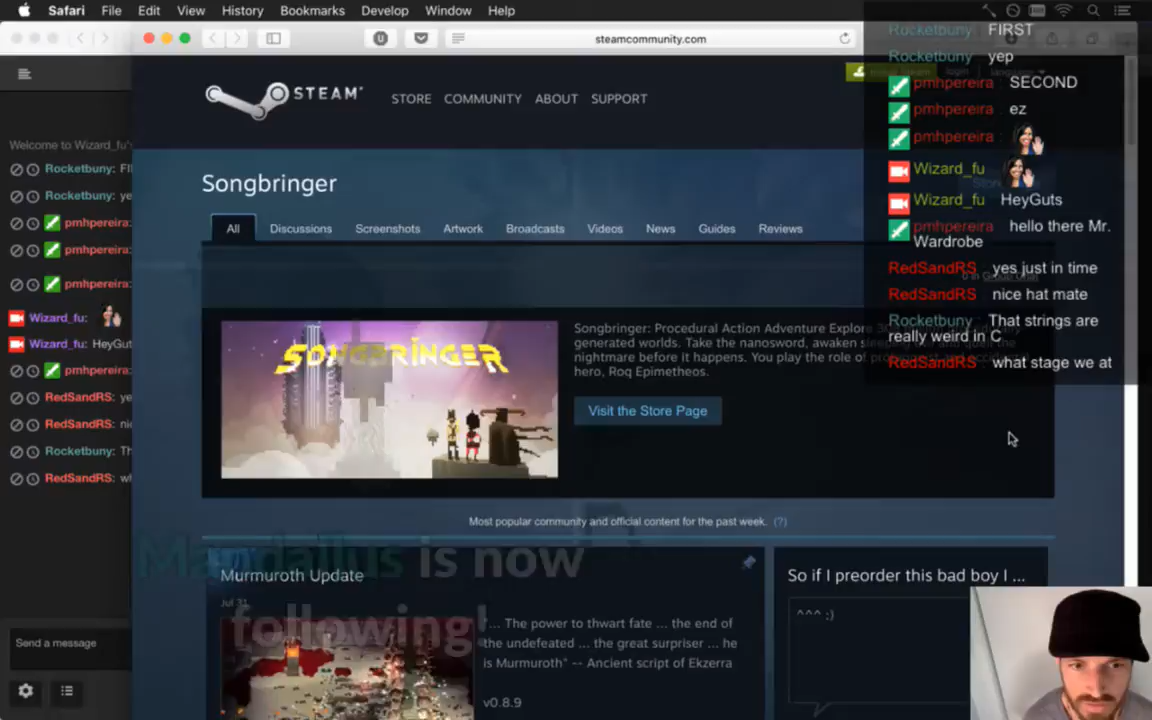 Safari File Edit View History Bookmarks Develop Window Help
steamcommunity.com
STEAM STORE COMMUNITY ABOUT SUPPORT
Songbringer
All Discussions Screenshots Artwork Broadcasts Videos News Guides Reviews
SONGBRINGER
Songbringer: Procedural Action Adventure Explore
generated worlds. Take the nanosword, awaken
nightmare before it happens. You play the role of
hero, Roq Epimetheos.
Visit the Store Page
Most popular community and official content for the past week. (?)
Mandallus is now
following!
Murmuroth Update
Jul 31
"... The power to thwart fate ... the end of
the undefeated ... the great surpriser ... he
is Murmuroth" -- Ancient script of Ekzerra
v0.8.9
So if I preorder this bad boy I ...
^^^ :)
Welcome to Wizard_fu's
Rocketbuny: FI
Rocketbuny: ye
pmhpereira:
pmhpereira:
pmhpereira:
Wizard_fu:
Wizard_fu: HeyGut
pmhpereira:
RedSandRS: ye
RedSandRS: nic
Rocketbuny: Th
RedSandRS: wh
Send a message
Rocketbuny FIRST
Rocketbuny yep
pmhpereira: SECOND
pmhpereira: ez
pmhpereira:
Wizard_fu
Wizard_fu HeyGuts
pmhpereira: hello there Mr.
Wardrobe
RedSandRS: yes just in time
RedSandRS: nice hat mate
Rocketbuny That strings are
really weird in C
RedSandRS: what stage we at